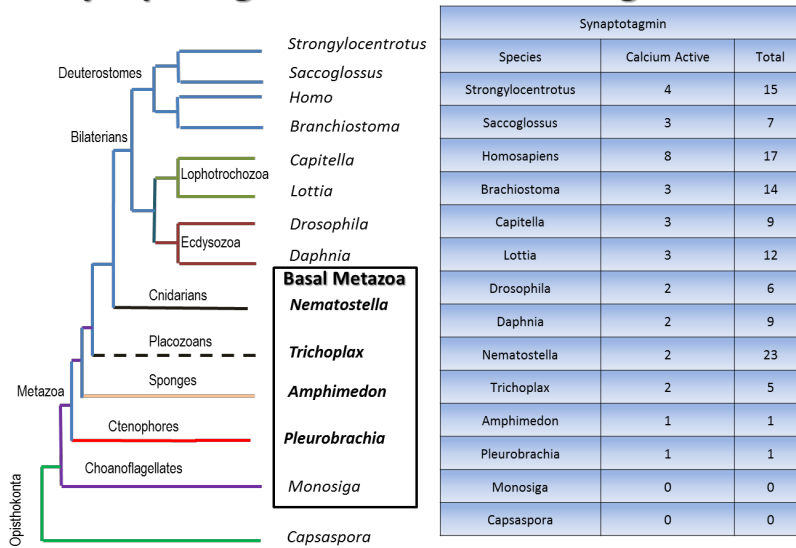 Strongylocentrotus
Deuterostomes
Saccoglossus
Homo
Bilaterians
Branchiostoma
Capitella
Lophotrochozoa
Lottia
Drosophila
Ecdysozoa
Daphnia
Basal Metazoa
Cnidarians
Nematostella
Placozoans
Trichoplax
Sponges
Metazoa
Amphimedon
Ctenophores
Pleurobrachia
Choanoflagellates
Monosiga
Opisthokonta
Capsaspora
Synaptotagmin
Species Calcium Active Total
Strongylocentrotus 4 15
Saccoglossus 3 7
Homosapiens 8 17
Brachiostoma 3 14
Capitella 3 9
Lottia 3 12
Drosophila 2 6
Daphnia 2 9
Nematostella 2 23
Trichoplax 2 5
Amphimedon 1 1
Pleurobrachia 1 1
Monosiga 0 0
Capsaspora 0 0